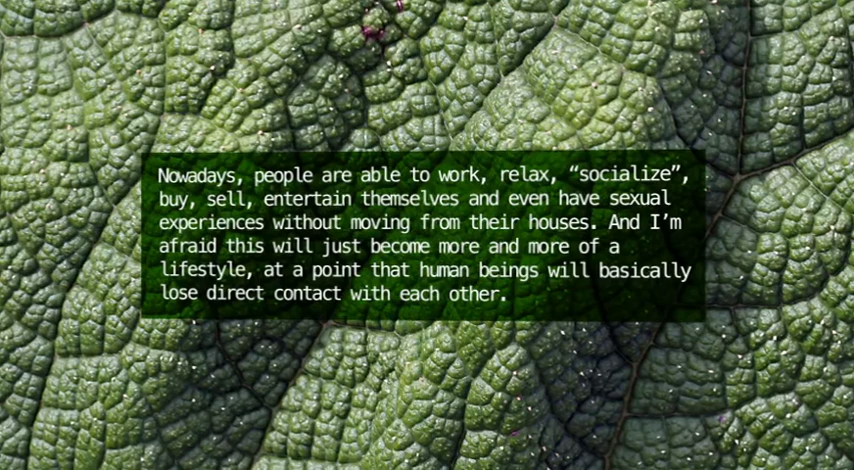 Nowadays, people are able to work, relax, “socialize”,
buy, sell, entertain themselves and even have sexual
experiences without moving from their houses. And I’m
afraid this will just become more and more of a
lifestyle, at a point that human beings will basically
lose direct contact with each other.